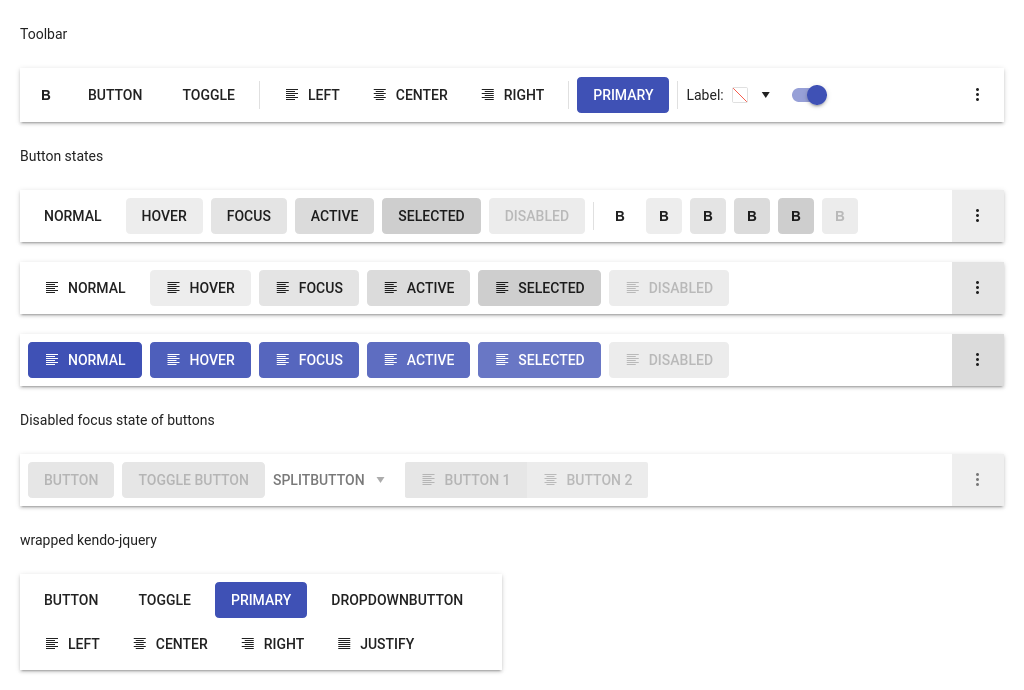 Toolbar
B BUTTON TOGGLE LEFT CENTER RIGHT PRIMARY Label:
Button states
NORMAL HOVER FOCUS ACTIVE SELECTED DISABLED B B B B B B
NORMAL HOVER FOCUS ACTIVE SELECTED DISABLED
NORMAL HOVER FOCUS ACTIVE SELECTED DISABLED
Disabled focus state of buttons
BUTTON TOGGLE BUTTON SPLITBUTTON BUTTON 1 BUTTON 2
wrapped kendo-jquery
BUTTON TOGGLE PRIMARY DROPDOWNBUTTON
LEFT CENTER RIGHT JUSTIFY